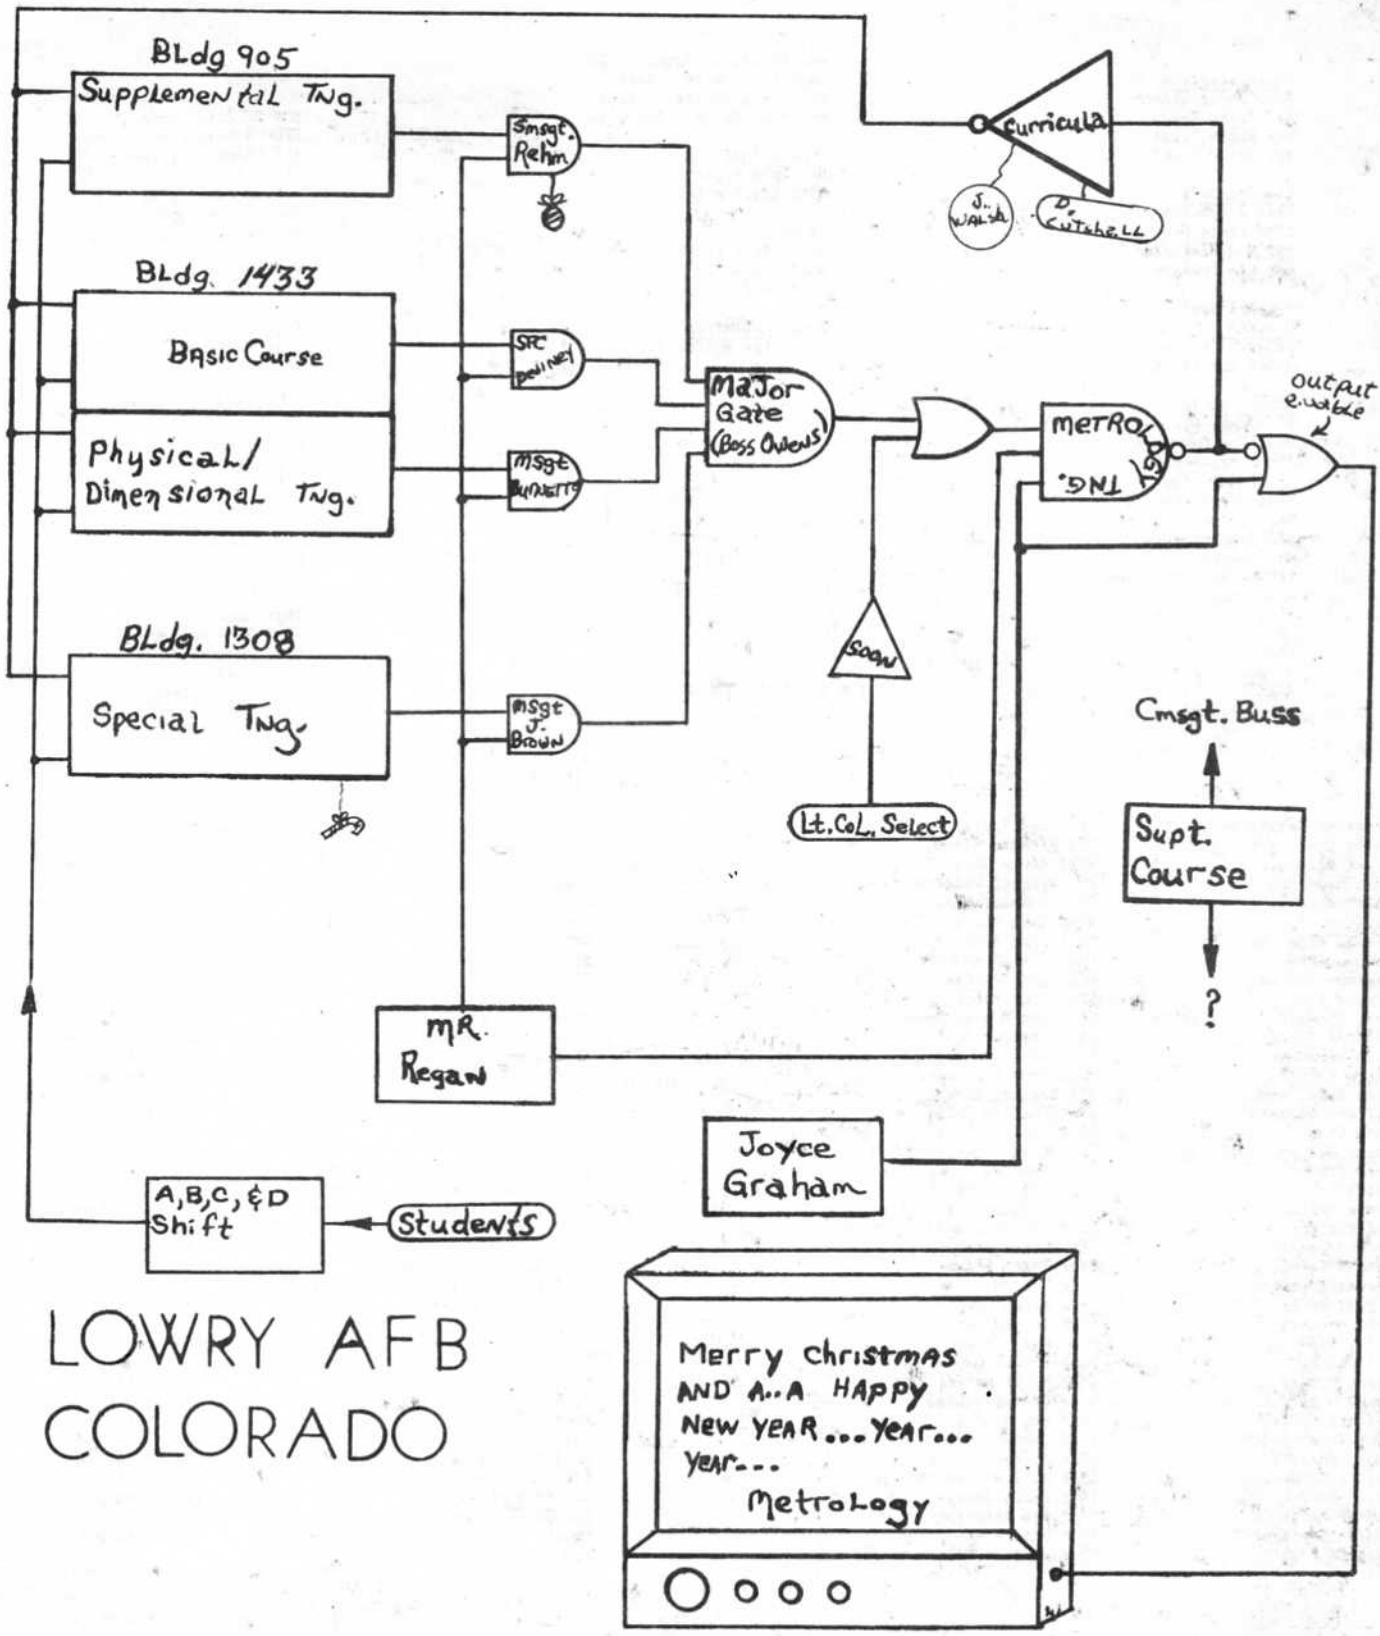 BLdg 905
Supplemental Tng.
Smsgt.
Rehm
curricula
J.
WALSH
D.
Cutshell
BLdg. 1433
BASIC Course
SFC
Physical/
Dimensional Tng.
Msgt
Burnette
Major
Gate
(Boss Owens)
METROLOGY
TNG.
output
enable
BLdg. 1308
Special Tng.
Msgt
J.
Brown
SOON
Lt. Col. Select
Cmsgt. Buss
Supt.
Course
?
MR.
Regan
Joyce
Graham
A, B, C, & D
Shift
Students
LOWRY AFB
COLORADO
Merry christmas
AND A..A HAPPY
NEW YEAR...YEAR...
YEAR...
Metrology